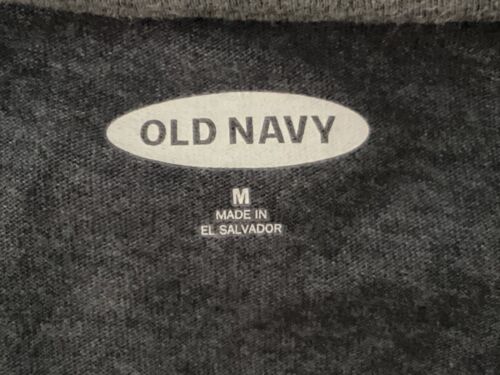 OLD NAVY
M
MADE IN
EL SALVADOR